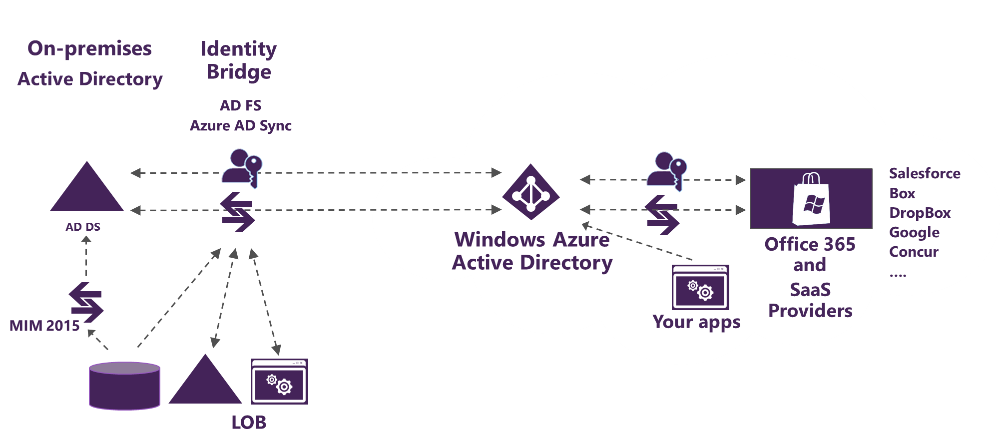 On-premises
Active Directory
Identity
Bridge
AD FS
Azure AD Sync
AD DS
MIM 2015
LOB
Windows Azure
Active Directory
Your apps
Office 365
and
SaaS
Providers
Salesforce
Box
DropBox
Google
Concur
....